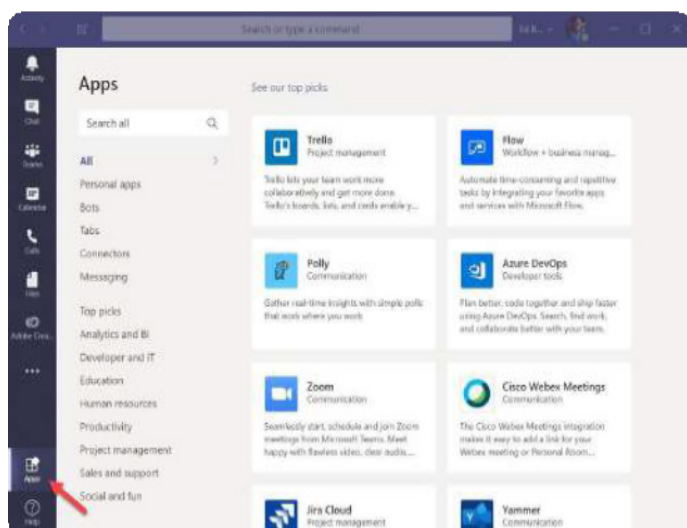 Search or type a command
Activity
Chat
Teams
Calendar
Calls
Files
Adobe Crea...
Apps
Help
Apps
Search all
All
Personal apps
Bots
Tabs
Connectors
Messaging
Top picks
Analytics and BI
Developer and IT
Education
Human resources
Productivity
Project management
Sales and support
Social and fun
See our top picks
Trello
Project management
Trello lets your team work more
collaboratively and get more done.
Trello's boards, lists, and cards enable y...
Flow
Workflow + business manag...
Automate time-consuming and repetitive
tasks by integrating your favorite apps
and services with Microsoft Flow.
Polly
Communication
Gather real-time insights with simple polls
that work where you work
Azure DevOps
Developer tools
Plan better, code together and ship faster
using Azure DevOps. Search, find work,
and collaborate better with your team.
Zoom
Communication
Seamlessly start, schedule and join Zoom
meetings from Microsoft Teams. Meet
happy with flawless video, clear audio,...
Cisco Webex Meetings
Communication
The Cisco Webex Meetings integration
makes it easy to add a link for your
Webex meeting or Personal Room...
Jira Cloud
Project management
Yammer
Communication